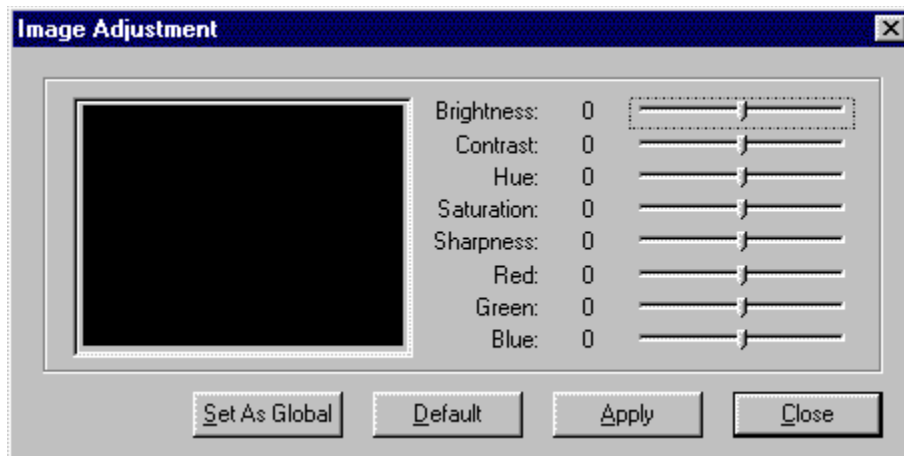 Image Adjustment
Brightness: 0
Contrast: 0
Hue: 0
Saturation: 0
Sharpness: 0
Red: 0
Green: 0
Blue: 0
Set As Global Default Apply Close